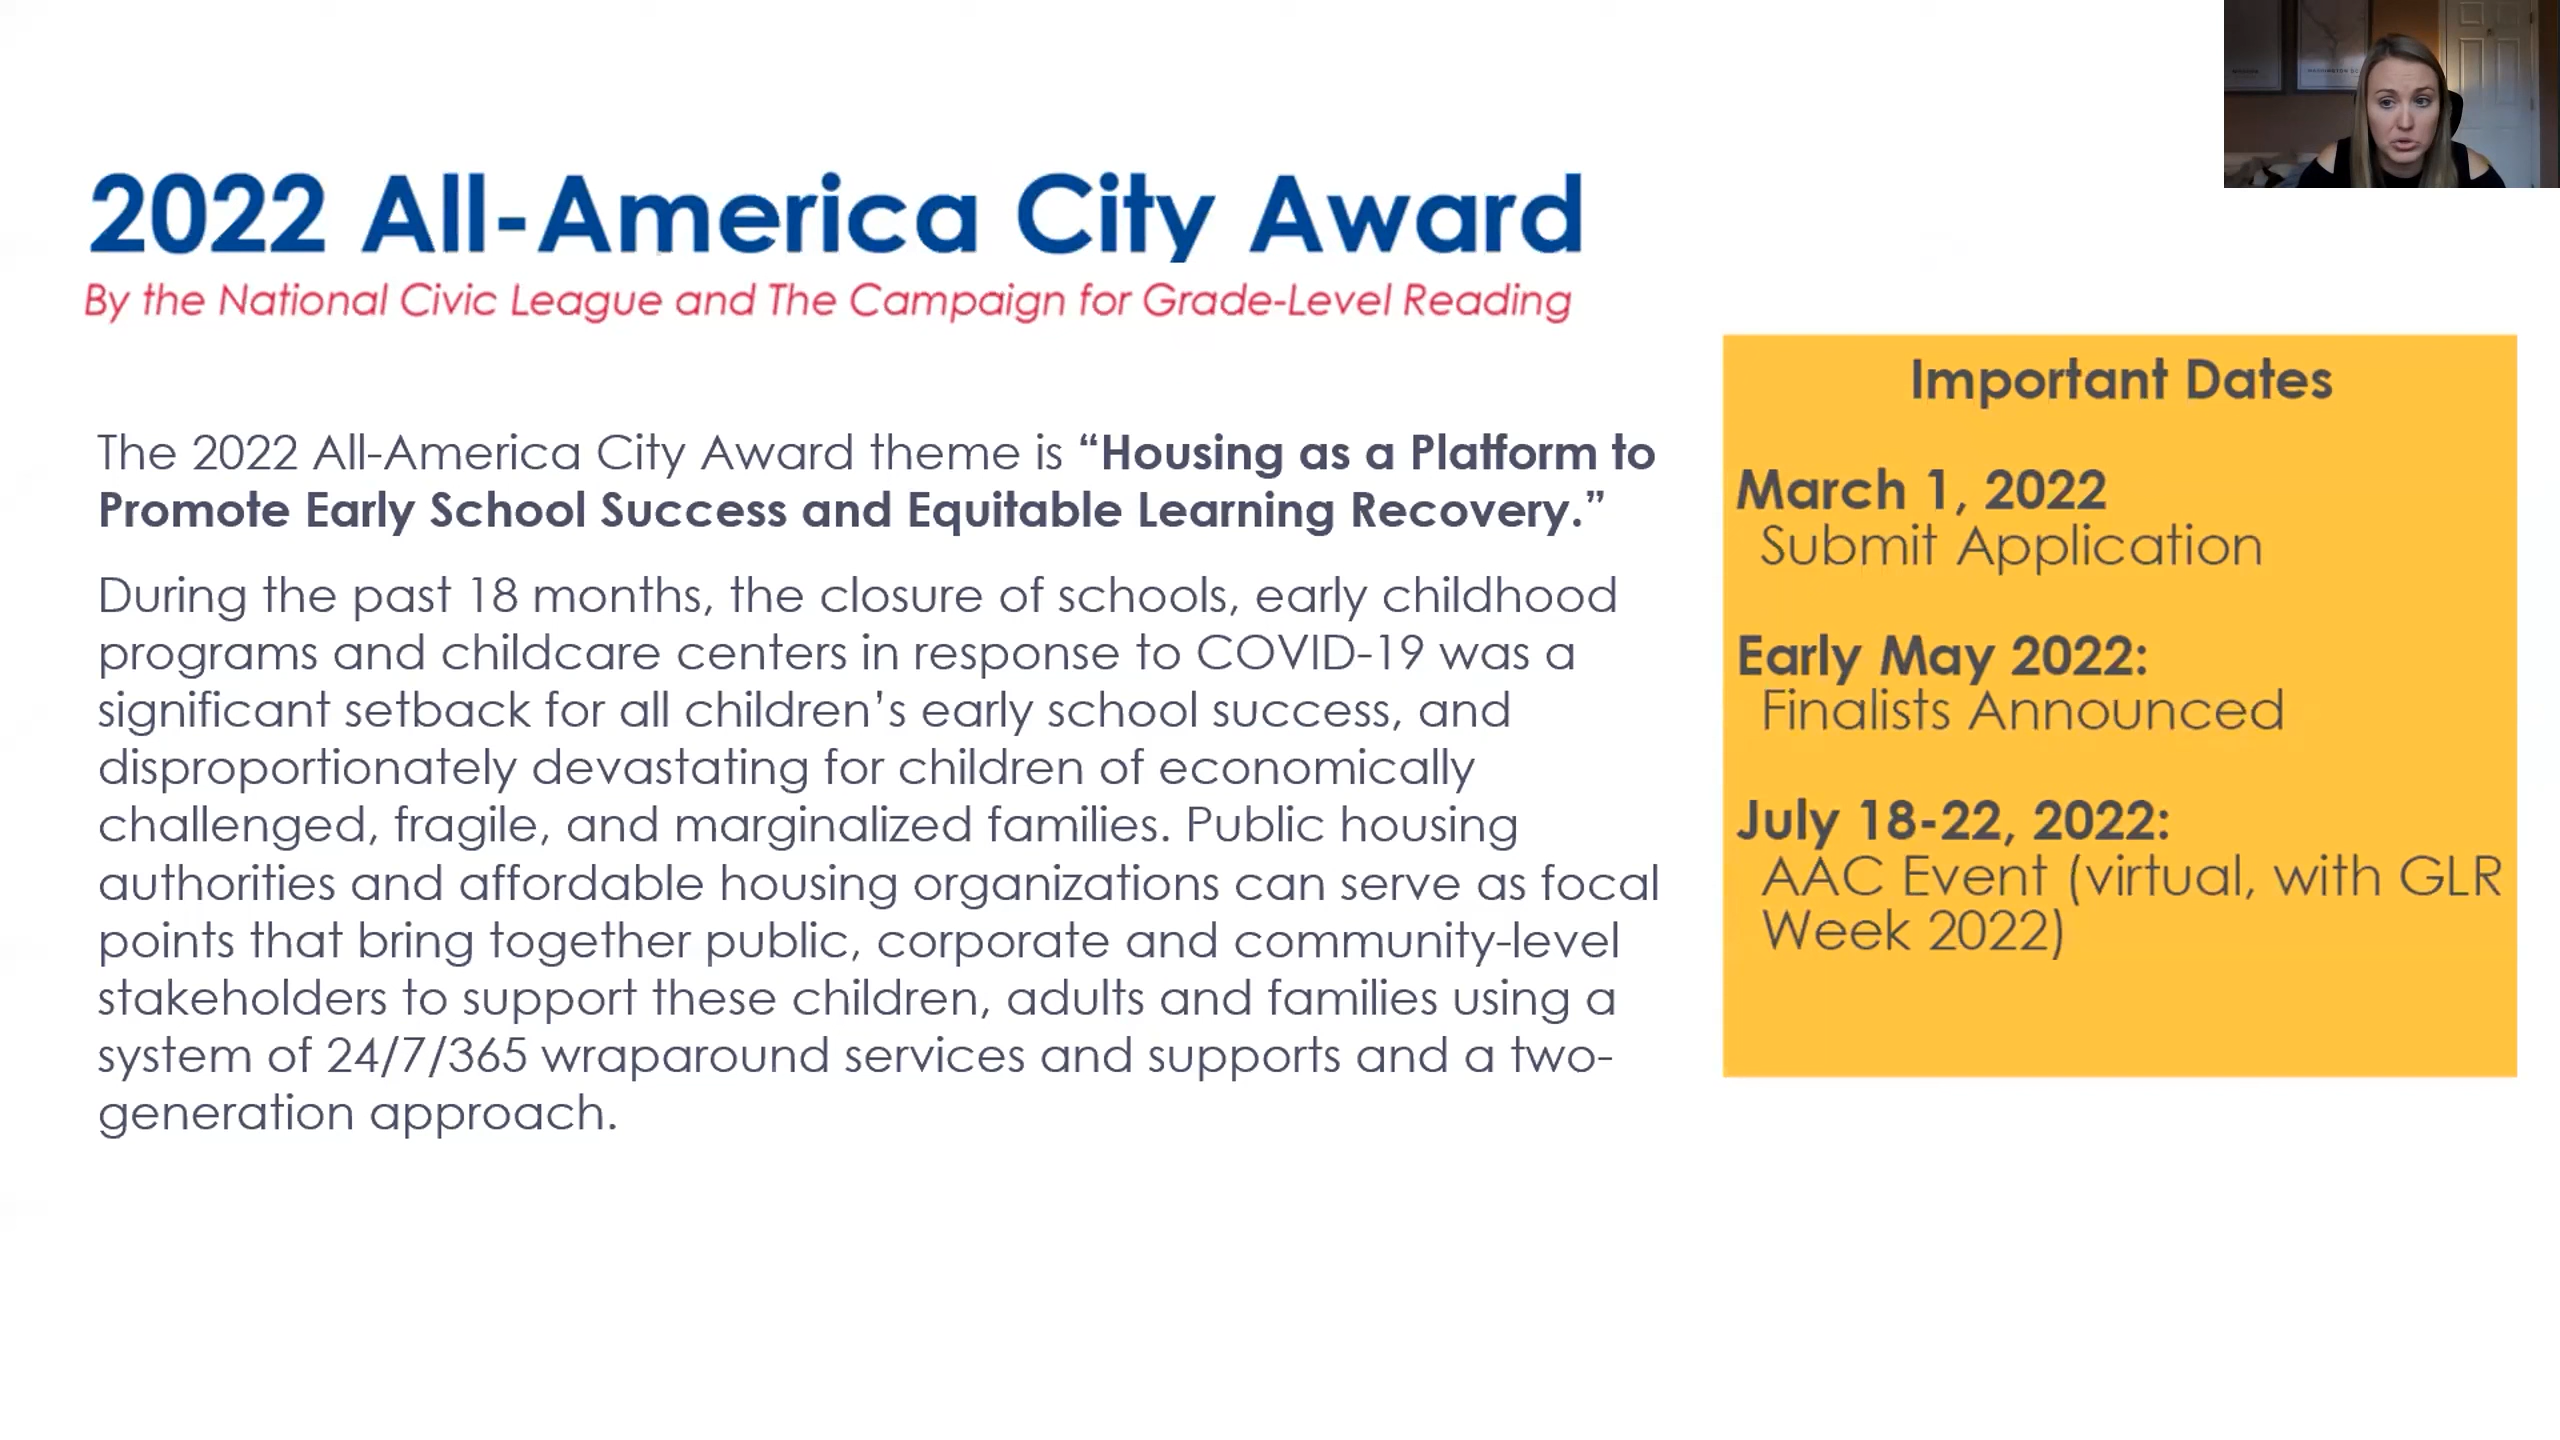 2022 All-America City Award
By the National Civic League and The Campaign for Grade-Level Reading
The 2022 All-America City Award theme is “Housing as a Platform to
Promote Early School Success and Equitable Learning Recovery.”
During the past 18 months, the closure of schools, early childhood
programs and childcare centers in response to COVID-19 was a
significant setback for all children’s early school success, and
disproportionately devastating for children of economically
challenged, fragile, and marginalized families. Public housing
authorities and affordable housing organizations can serve as focal
points that bring together public, corporate and community-level
stakeholders to support these children, adults and families using a
system of 24/7/365 wraparound services and supports and a two-
generation approach.
Important Dates
March 1, 2022
Submit Application
Early May 2022:
Finalists Announced
July 18-22, 2022:
AAC Event (virtual, with GLR
Week 2022)